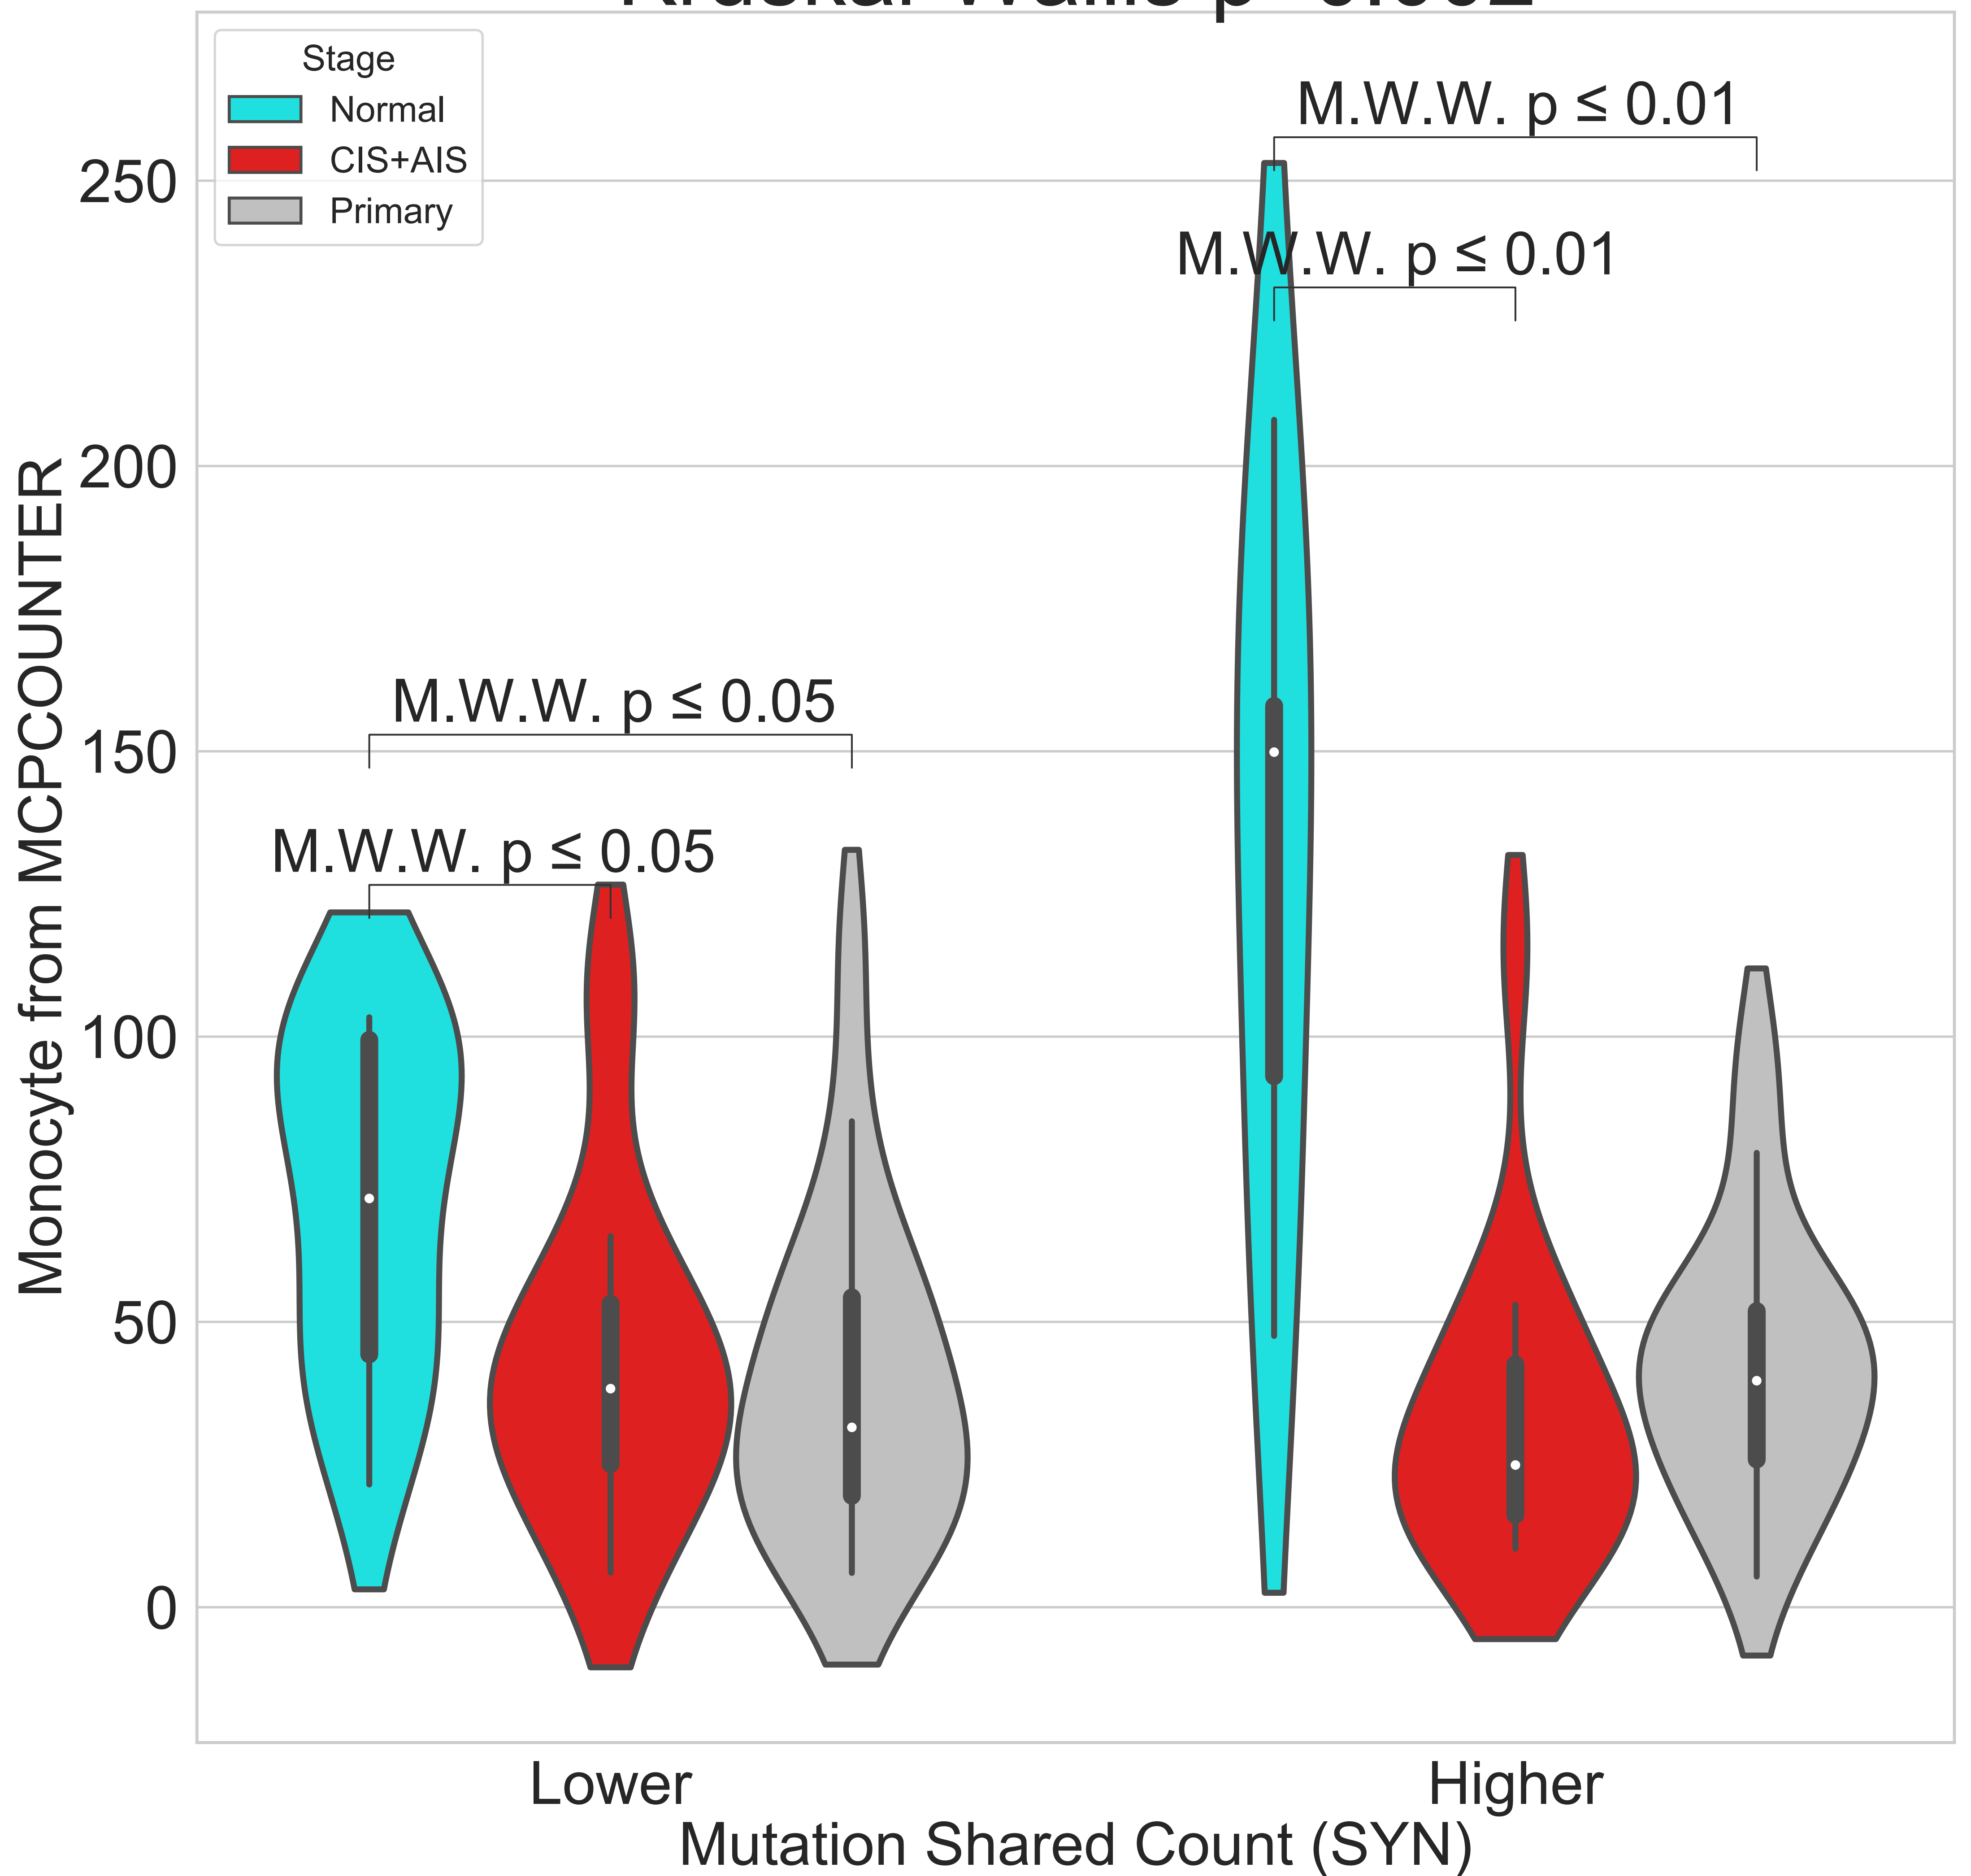 Stage
Normal
CIS+AIS
Primary
M.W.W. p ≤ 0.01
M.W.W. p ≤ 0.01
M.W.W. p ≤ 0.05
M.W.W. p ≤ 0.05
Monocyte from MCPCOUNTER
250
200
150
100
50
0
Lower
Higher
Mutation Shared Count (SYN)